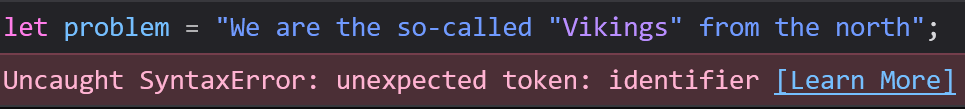 let problem = "We are the so-called "Vikings" from the north";
Uncaught SyntaxError: unexpected token: identifier [Learn More]